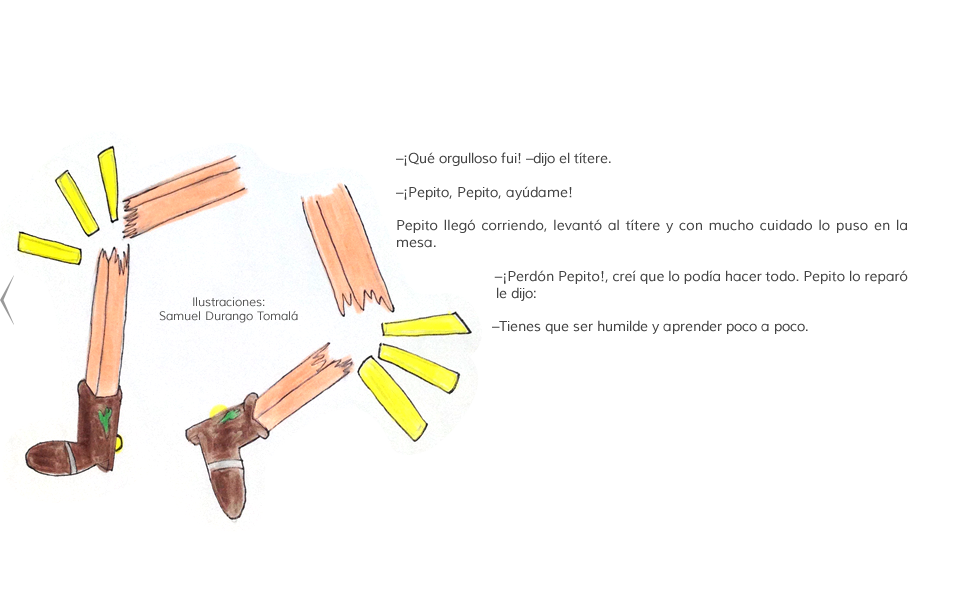 –¡Qué orgulloso fui! –dijo el títere.
–¡Pepito, Pepito, ayúdame!
Pepito llegó corriendo, levantó al títere y con mucho cuidado lo puso en la
mesa.
–¡Perdón Pepito!, creí que lo podía hacer todo. Pepito lo reparó
le dijo:
–Tienes que ser humilde y aprender poco a poco.
Ilustraciones:
Samuel Durango Tomalá